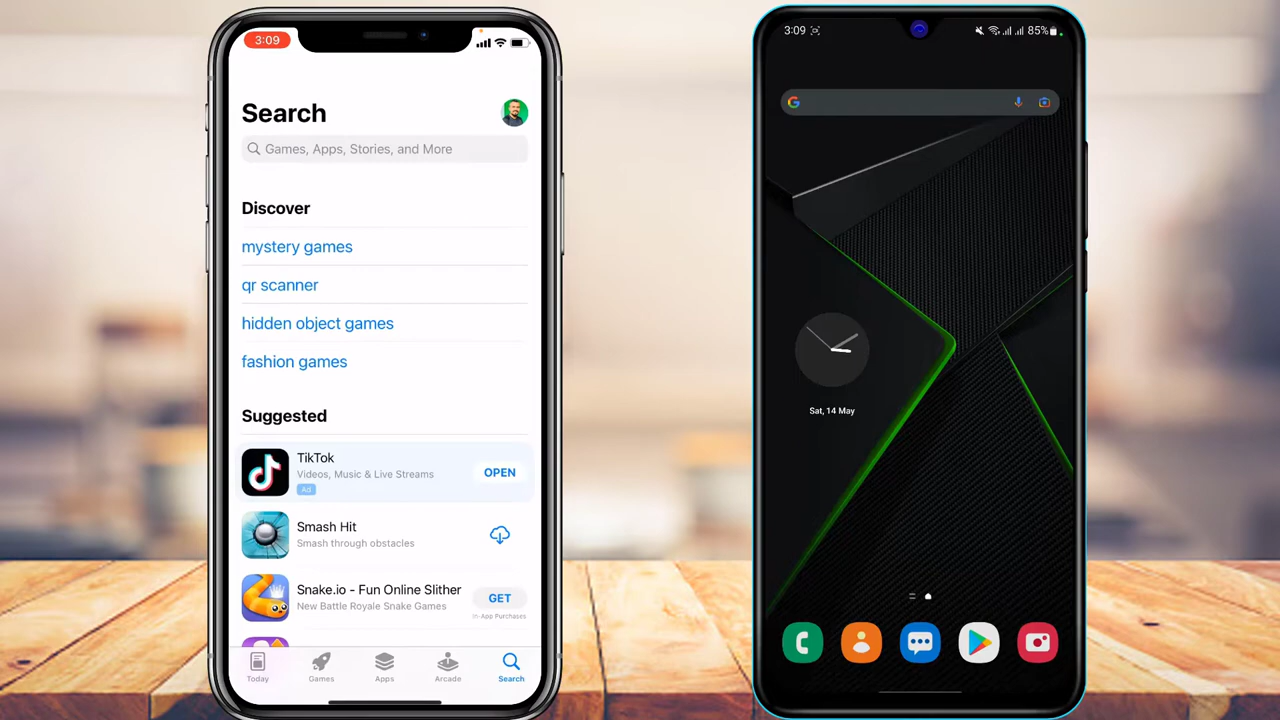 3:09
Search
Games, Apps, Stories, and More
Discover
mystery games
qr scanner
hidden object games
fashion games
Suggested
TikTok
Videos, Music & Live Streams
Ad
OPEN
Smash Hit
Smash through obstacles
Snake.io - Fun Online Slither
New Battle Royale Snake Games
GET
In-App Purchases
Today
Games
Apps
Arcade
Search
3:09
85%
G
Sat, 14 May